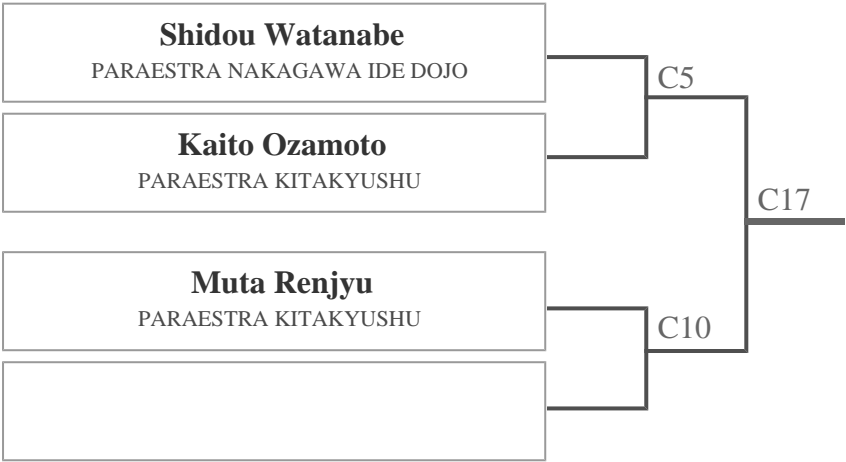 Shidou Watanabe
PARAESTRA NAKAGAWA IDE DOJO
C5
Kaito Ozamoto
PARAESTRA KITAKYUSHU
C17
Muta Renjyu
PARAESTRA KITAKYUSHU
C10